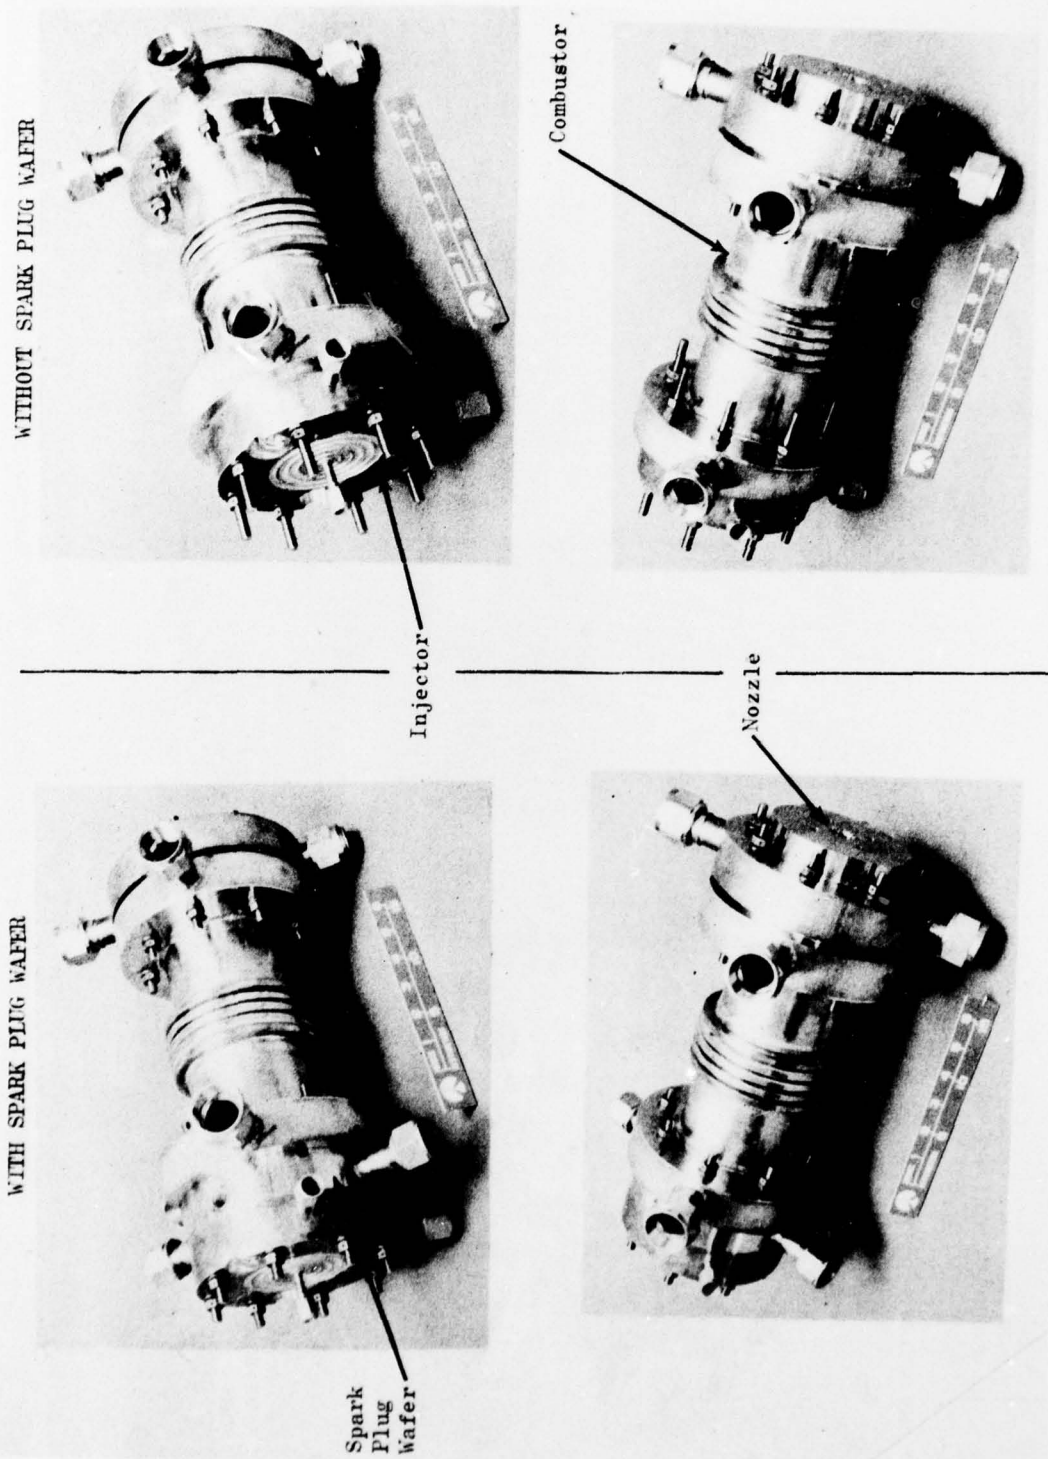 WITH SPARK PLUG WAFER
WITHOUT SPARK PLUG WAFER
Spark
Plug
Wafer
Injector
Nozzle
Combustor